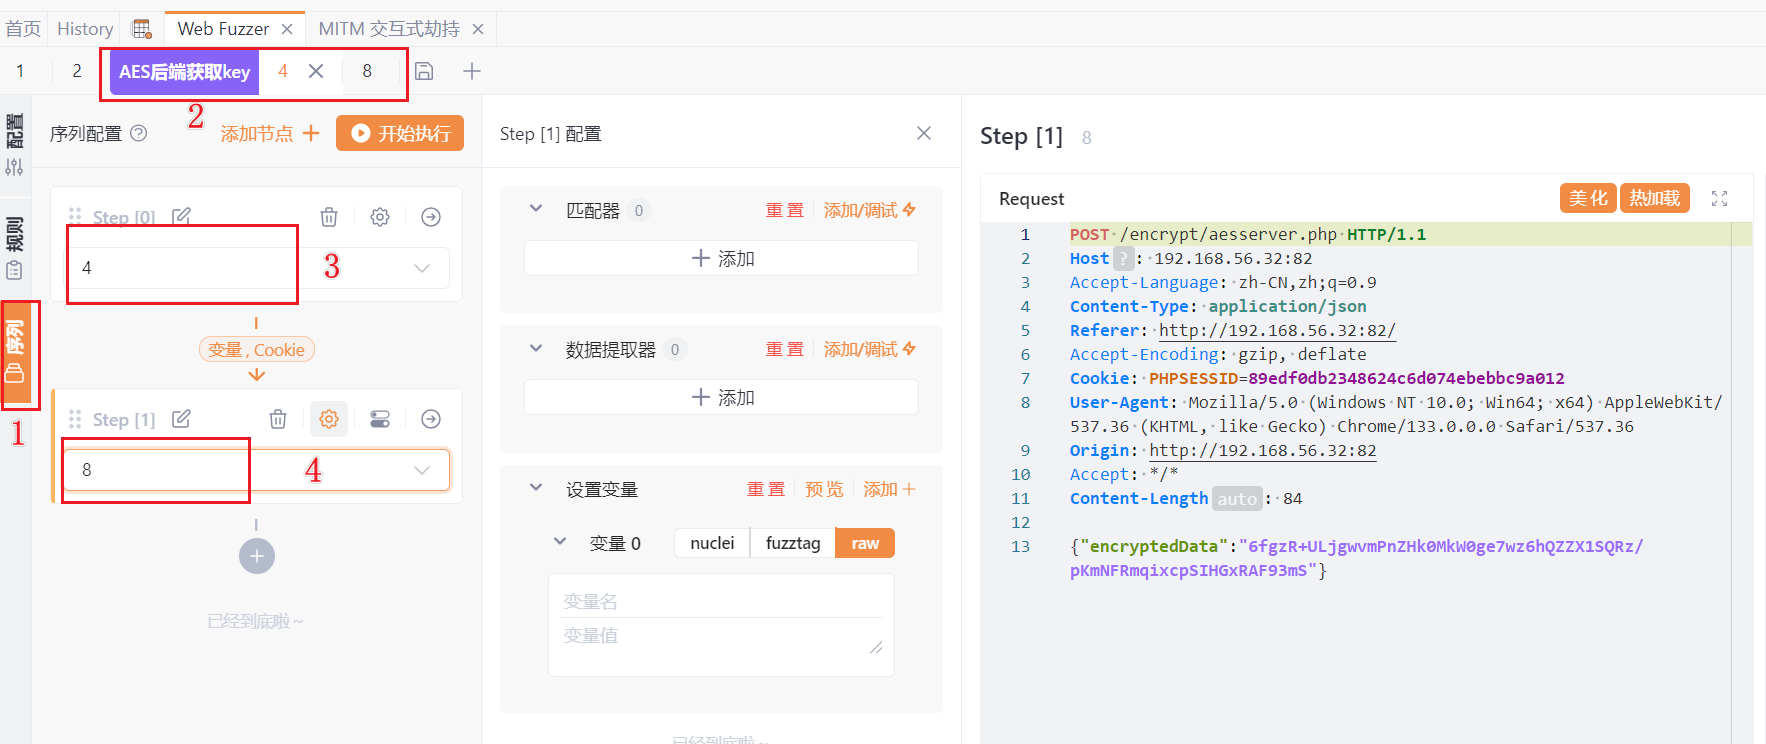 首页 History Web Fuzzer × MITM 交互式劫持 ×
1 2 AES后端获取key 4 × 8 +
2
配置
规则
序列
1
序列配置 ? 添加节点 + 开始执行
Step [0]
4
3
变量 , Cookie
Step [1]
8
4
+
已经到底啦~
Step [1] 配置 ×
匹配器 0 重置 添加/调试
+ 添加
数据提取器 0 重置 添加/调试
+ 添加
设置变量 重置 预览 添加 +
变量 0 nuclei fuzztag raw
变量名
变量值
已经到底啦~
Step [1] 8
Request 美化 热加载
1 POST /encrypt/aesserver.php HTTP/1.1
2 Host ? : 192.168.56.32:82
3 Accept-Language: zh-CN,zh;q=0.9
4 Content-Type: application/json
5 Referer: http://192.168.56.32:82/
6 Accept-Encoding: gzip, deflate
7 Cookie: PHPSESSID=89edf0db2348624c6d074ebebbc9a012
8 User-Agent: Mozilla/5.0 (Windows NT 10.0; Win64; x64) AppleWebKit/
537.36 (KHTML, like Gecko) Chrome/133.0.0.0 Safari/537.36
9 Origin: http://192.168.56.32:82
10 Accept: */*
11 Content-Length auto : 84
12
13 {"encryptedData":"6fgzR+ULjgwvmPnZHk0MkW0ge7wz6hQZZX1SQRz/
pKmNFRmqixcpSIHGxRAF93mS"}